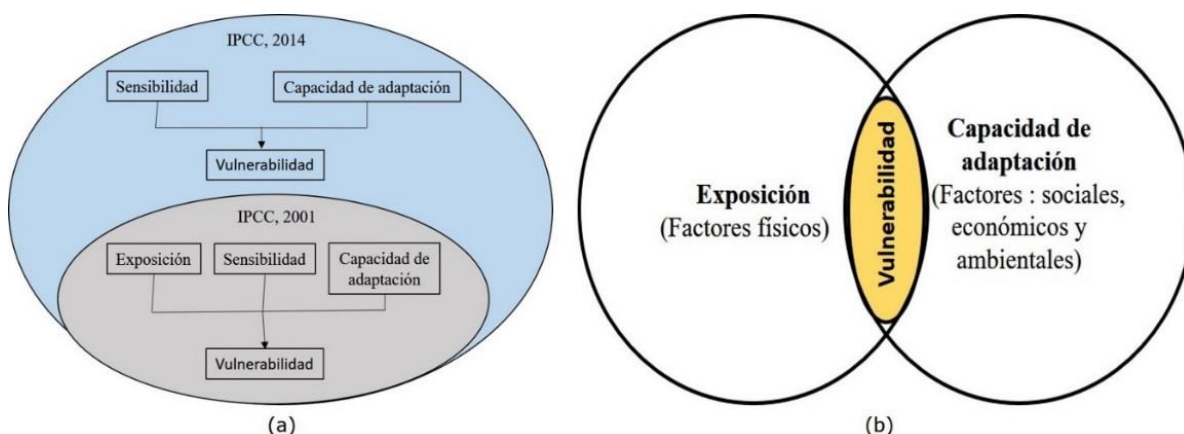 IPCC, 2014
Sensibilidad
Capacidad de adaptación
Vulnerabilidad
IPCC, 2001
Exposición
Sensibilidad
Capacidad de
adaptación
Vulnerabilidad
(a)
Exposición
(Factores físicos)
Vulnerabilidad
Capacidad de
adaptación
(Factores : sociales,
económicos y
ambientales)
(b)